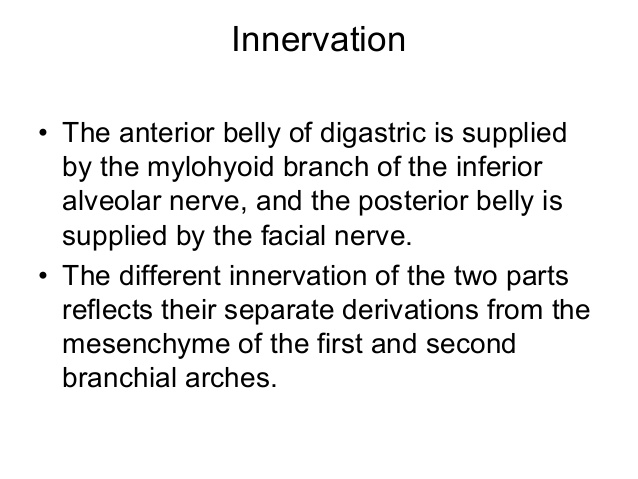 Innervation
• The anterior belly of digastric is supplied
by the mylohyoid branch of the inferior
alveolar nerve, and the posterior belly is
supplied by the facial nerve.
• The different innervation of the two parts
reflects their separate derivations from the
mesenchyme of the first and second
branchial arches.